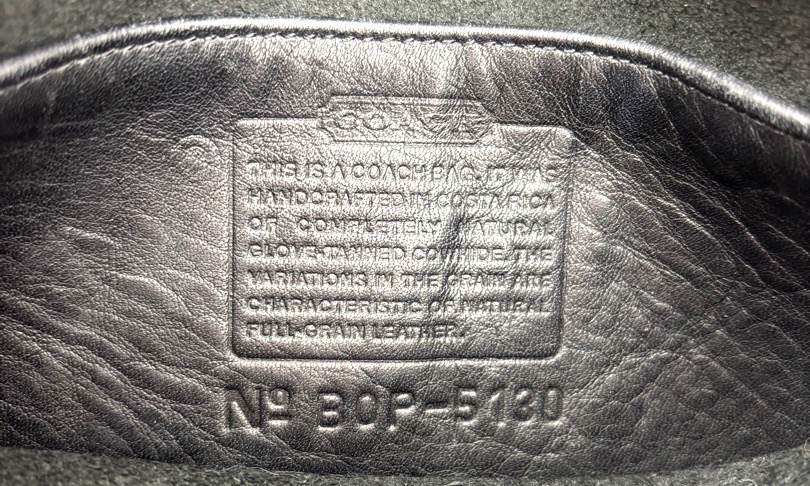 COACH
THIS IS A COACH BAG. IT WAS
HANDCRAFTED IN COSTA RICA
OF COMPLETELY NATURAL
GLOVE-TANNED COWHIDE. THE
VARIATIONS IN THE GRAIN ARE
CHARACTERISTIC OF NATURAL
FULL-GRAIN LEATHER.
Nº BOP-5130